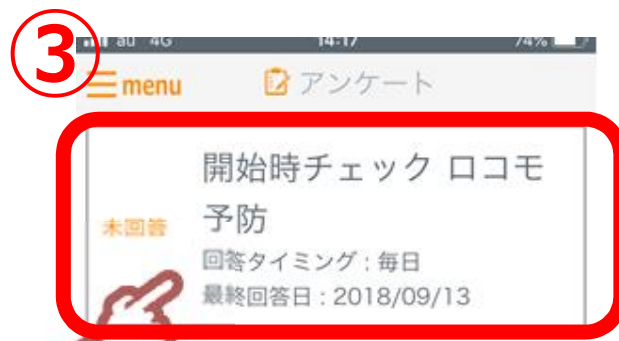 ③
au 4G 14:17 74%
menu アンケート
開始時チェック ロコモ
予防
未回答
回答タイミング : 毎日
最終回答日 : 2018/09/13